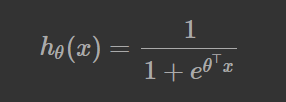 h_θ(x) = 1 / (1 + e^{θ^⊤ x})